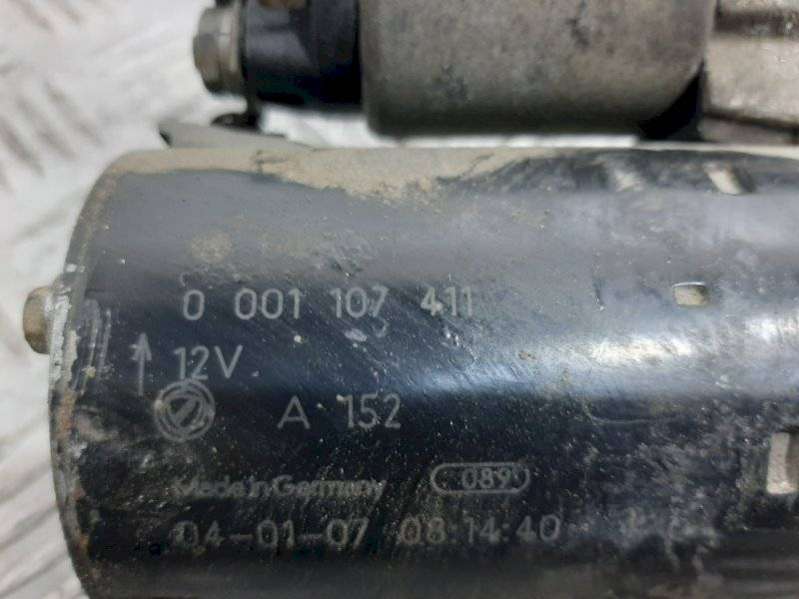 0 001 107 411
12V
A 152
Made in Germany 089
04-01-07 08:14:40